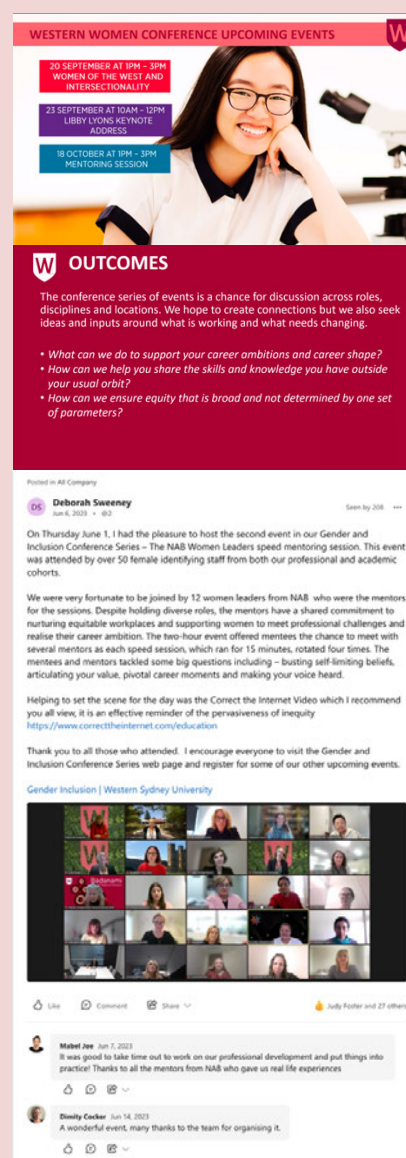 WESTERN WOMEN CONFERENCE UPCOMING EVENTS
W
20 SEPTEMBER AT 1PM – 3PM
WOMEN OF THE WEST AND
INTERSECTIONALITY
23 SEPTEMBER AT 10AM – 12PM
LIBBY LYONS KEYNOTE
ADDRESS
18 OCTOBER AT 1PM – 3PM
MENTORING SESSION
W
OUTCOMES
The conference series of events is a chance for discussion across roles,
disciplines and locations. We hope to create connections but we also seek
ideas and inputs around what is working and what needs changing.
• What can we do to support your career ambitions and career shape?
• How can we help you share the skills and knowledge you have outside
your usual orbit?
• How can we ensure equity that is broad and not determined by one set
of parameters?
Posted in All Company
DS
Deborah Sweeney
Seen by 208
Jun 6, 2023
On Thursday June 1, I had the pleasure to host the second event in our Gender and
Inclusion Conference Series – The NAB Women Leaders speed mentoring session. This event
was attended by over 50 female identifying staff from both our professional and academic
cohorts.
We were very fortunate to be joined by 12 women leaders from NAB who were the mentors
for the sessions. Despite holding diverse roles, the mentors have a shared commitment to
nurturing equitable workplaces and supporting women to meet professional challenges and
realise their career ambition. The two-hour event offered mentees the chance to meet with
several mentors as each speed session, which ran for 15 minutes, rotated four times. The
mentees and mentors tackled some big questions including – busting self-limiting beliefs,
articulating your value, pivotal career moments and making your voice heard.
Helping to set the scene for the day was the Correct the Internet Video which I recommend
you all view, it is an effective reminder of the pervasiveness of inequity
https://www.correcttheinternet.com/education
Thank you to all those who attended. I encourage everyone to visit the Gender and
Inclusion Conference Series web page and register for some of our other upcoming events.
Gender Inclusion | Western Sydney University
Badanami
Like
Comment
Share
Judy Foster and 27 others
Mabel Joe Jun 7, 2023
It was good to take time out to work on our professional development and put things into
practice! Thanks to all the mentors from NAB who gave us real life experiences
Dimity Cocker Jun 14, 2023
A wonderful event, many thanks to the team for organising it.